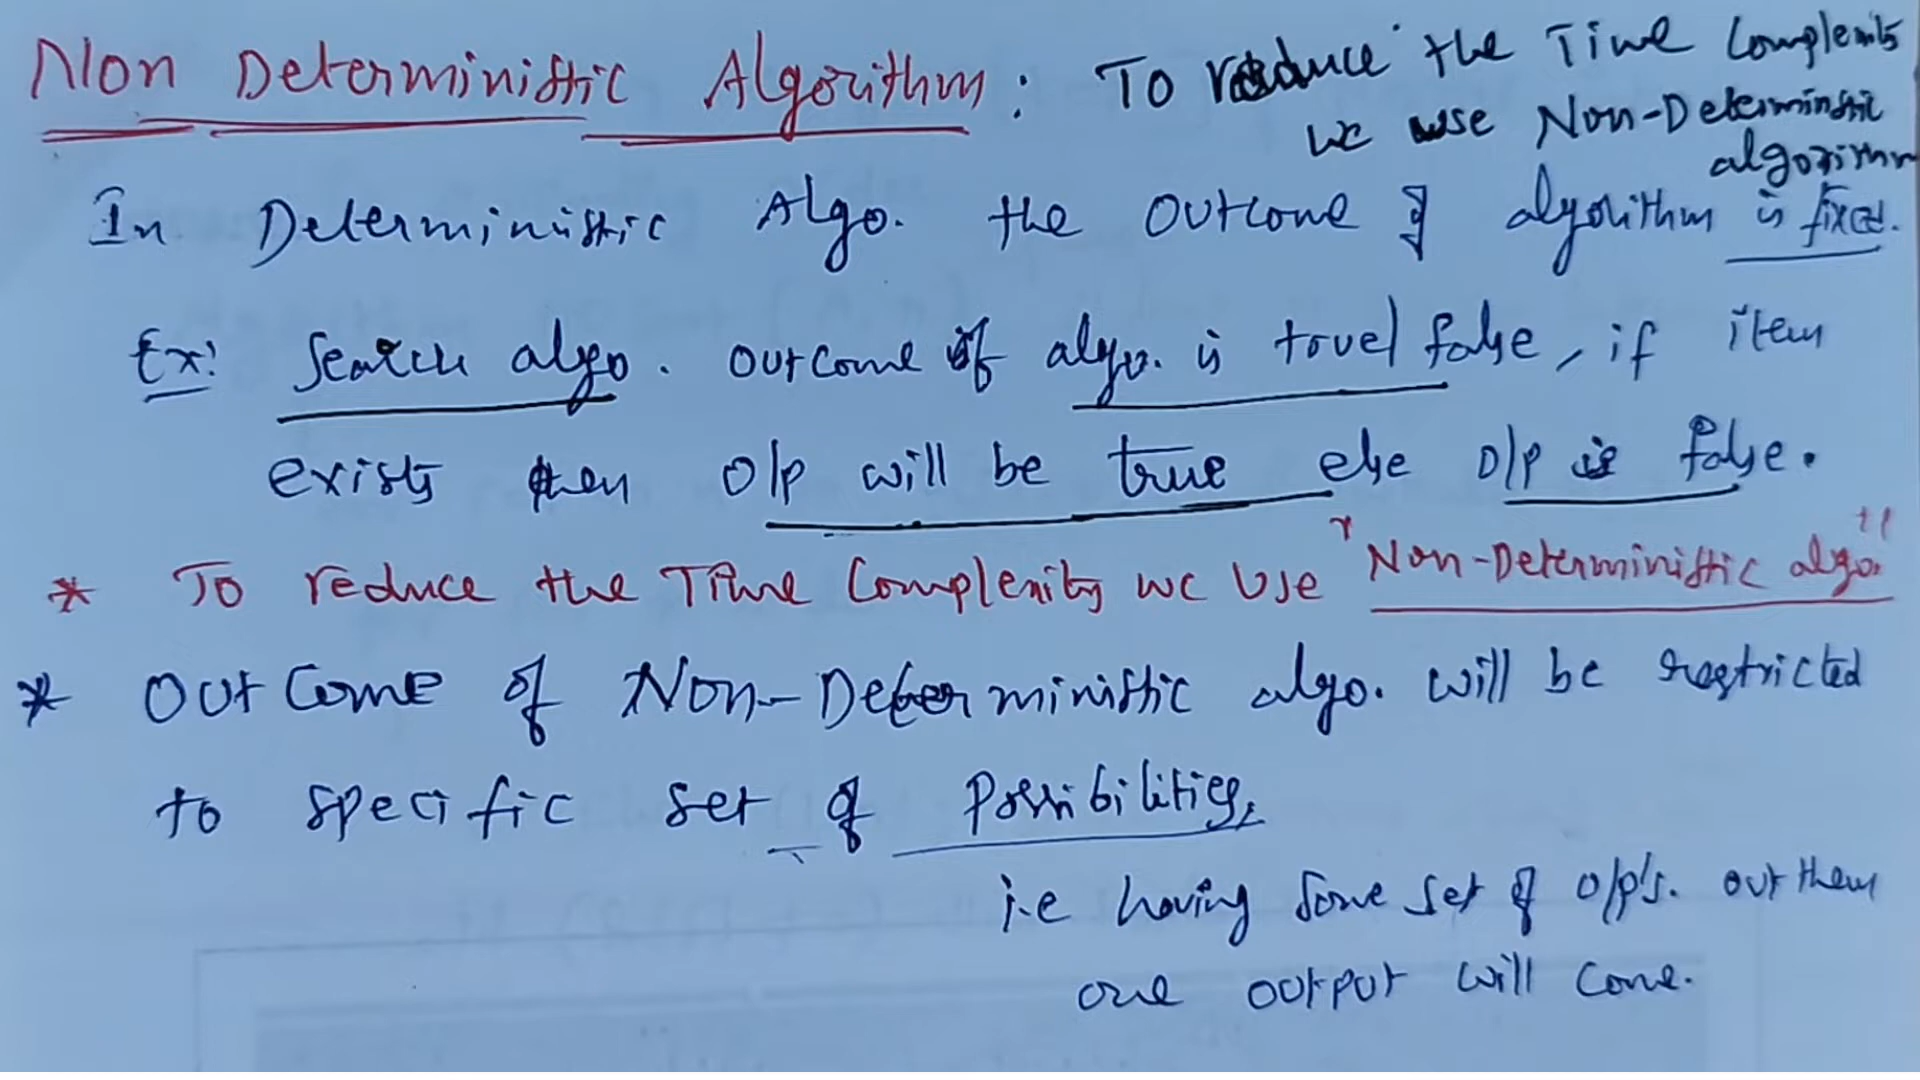 Non Deterministic Algorithm : To reduce the Time Complexity
we use Non-Deterministic
algorithm
In Deterministic Algo. the outcome of algorithm is fixed.
Ex: Search algo. outcome of algo. is true/false, if item
exists then o/p will be true else o/p is false.
* To reduce the Time Complexity we use "Non-Deterministic algo."
* Outcome of Non-Deterministic algo. will be restricted
to specific set of possibilities,
i.e having some set of o/p's. out them
one output will come.